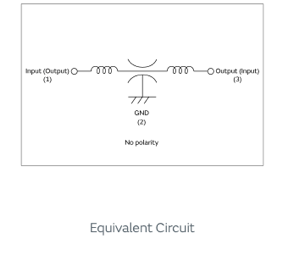 Input (Output)
(1)
Output (Input)
(3)
GND
(2)
No polarity
Equivalent Circuit